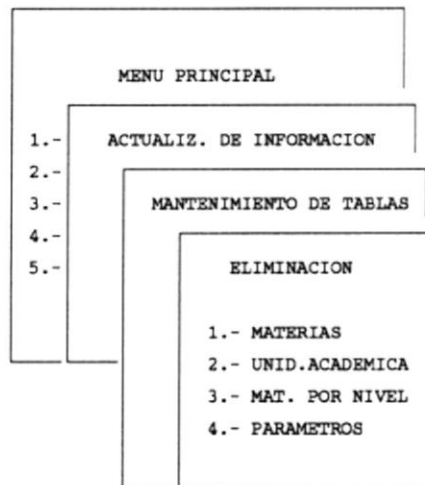 MENU PRINCIPAL
1.- ACTUALIZ. DE INFORMACION
2.-
3.- MANTENIMIENTO DE TABLAS
4.-
5.- ELIMINACION
1.- MATERIAS
2.- UNID.ACADEMICA
3.- MAT. POR NIVEL
4.- PARAMETROS